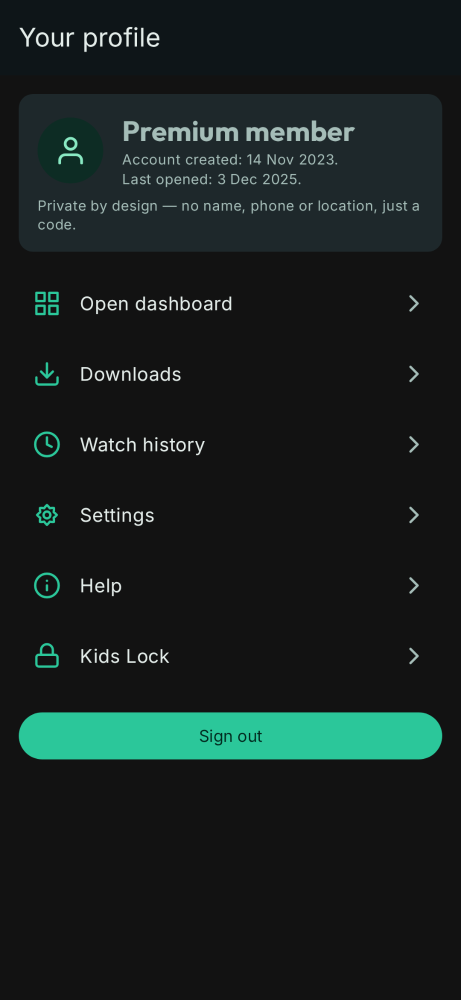 Your profile
Premium member
Account created: 14 Nov 2023.
Last opened: 3 Dec 2025.
Private by design — no name, phone or location, just a
code.
Open dashboard
Downloads
Watch history
Settings
Help
Kids Lock
Sign out